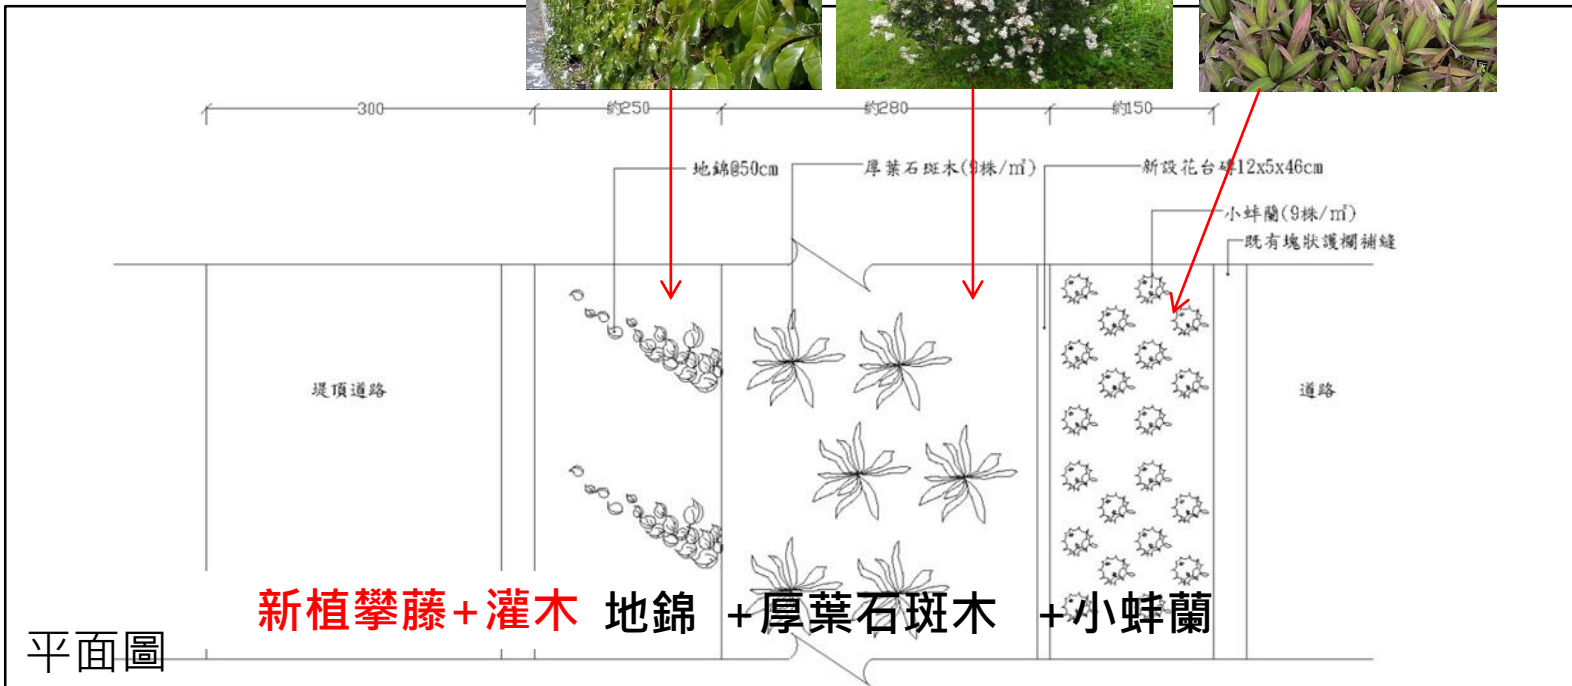 300
約250
約280
約150
地錦@50cm
厚葉石斑木(9株/㎡)
新設花台磚12x5x46cm
小蚌蘭(9株/㎡)
既有塊狀護欄補縫
堤頂道路
道路
新植攀藤+灌木 地錦 +厚葉石斑木 +小蚌蘭
平面圖